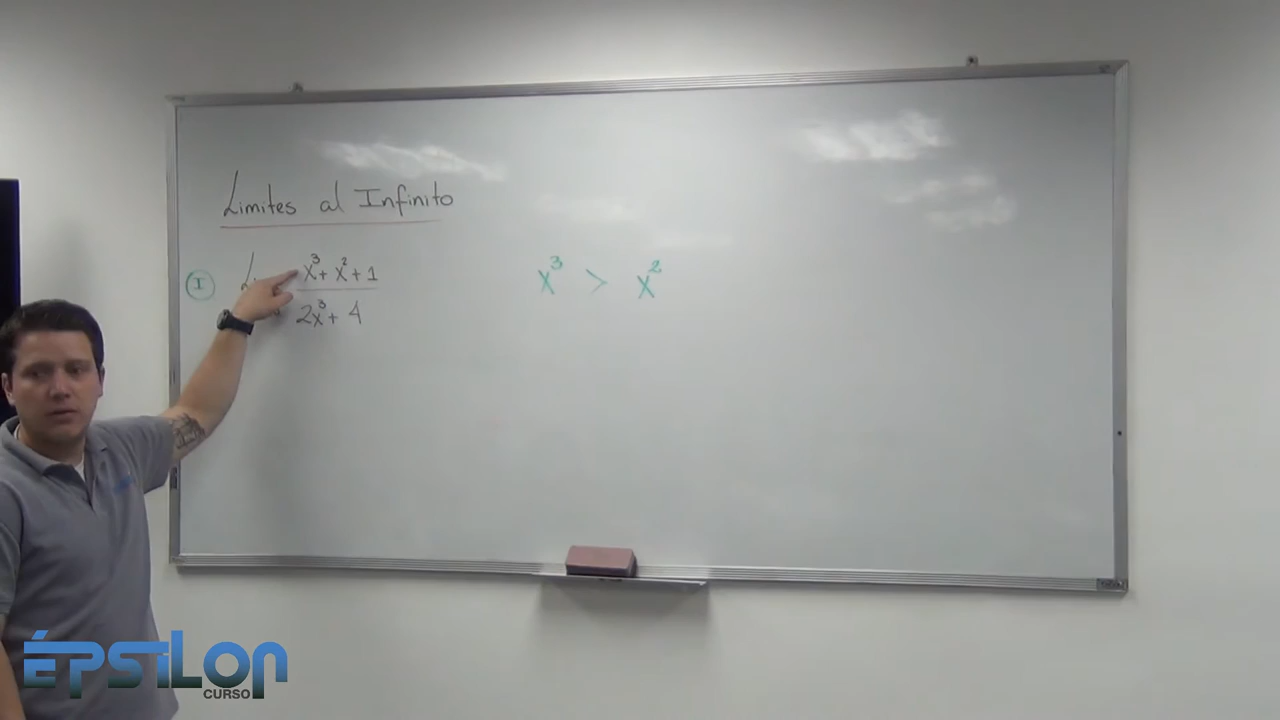 Limites al Infinito
I
x³ + x² + 1
2x³ + 4
x³ > x²
ÉPSILON
CURSO